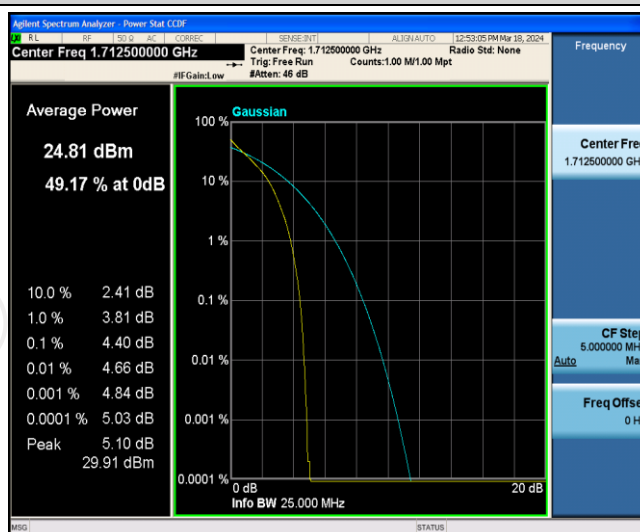 Agilent Spectrum Analyzer - Power Stat CCDF
RL RF 50 Ω AC CORREC SENSE:INT ALIGNAUTO 12:53:05 PM Mar 18, 2024
Center Freq 1.712500000 GHz
Center Freq: 1.712500000 GHz Radio Std: None
Trig: Free Run Counts:1.00 M/1.00 Mpt
#IFGain:Low #Atten: 46 dB
Frequency
Average Power
24.81 dBm
49.17 % at 0dB
10.0 % 2.41 dB
1.0 % 3.81 dB
0.1 % 4.40 dB
0.01 % 4.66 dB
0.001 % 4.84 dB
0.0001 % 5.03 dB
Peak 5.10 dB
29.91 dBm
Gaussian
100 %
10 %
1 %
0.1 %
0.01 %
0.001 %
0.0001 %
0 dB 20 dB
Info BW 25.000 MHz
Center Fre
1.712500000 GH
CF Ste
5.000000 MH
Auto Ma
Freq Offse
0 H
MSG STATUS